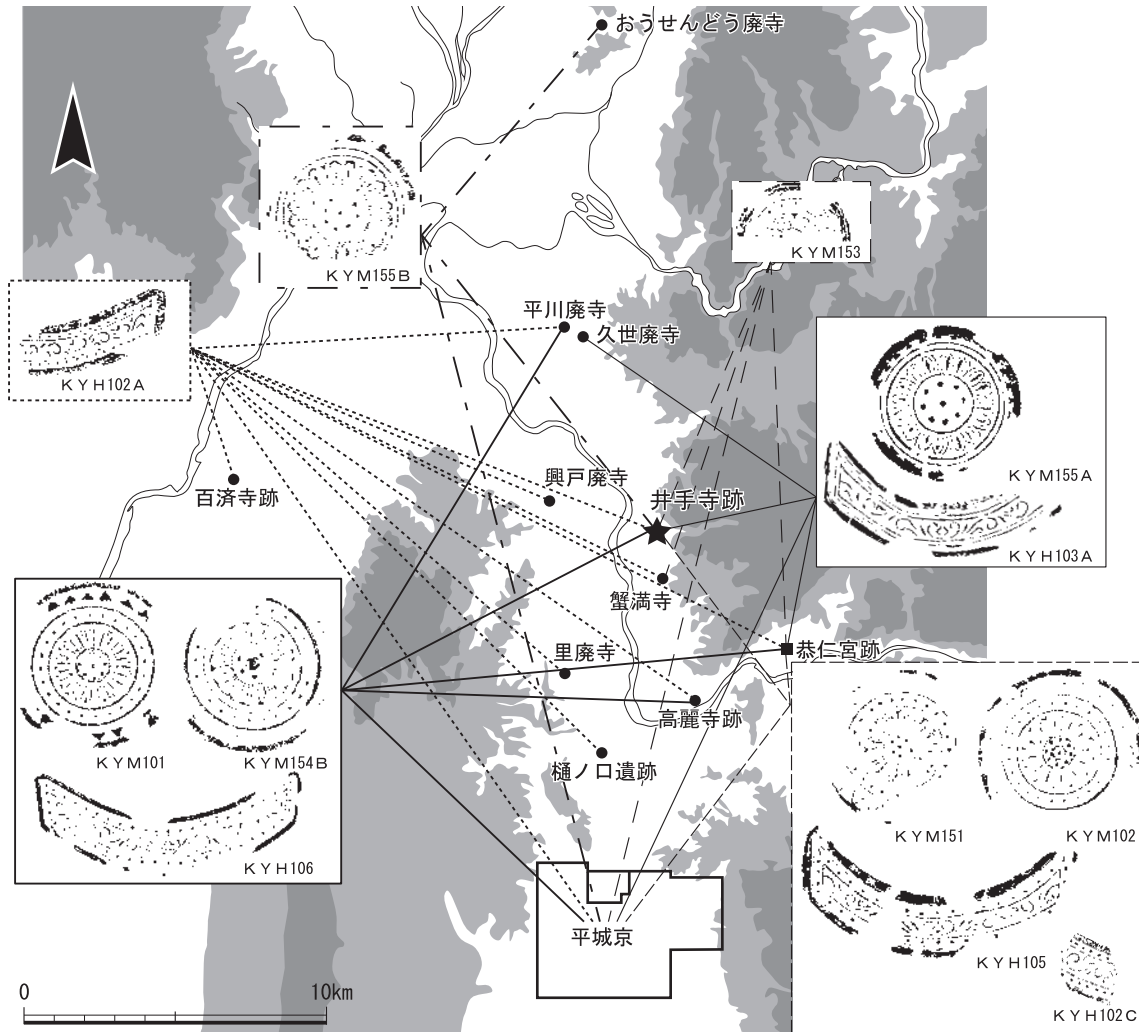 おうせんどう廃寺
KYM155B
KYM153
KYH102A
平川廃寺
久世廃寺
KYM155A
KYH103A
百済寺跡
興戸廃寺
井手寺跡
蟹満寺
恭仁宮跡
里廃寺
高麗寺跡
樋ノ口遺跡
KYM101
KYM154B
KYH106
KYM151
KYM102
KYH105
KYH102C
平城京
0 10km